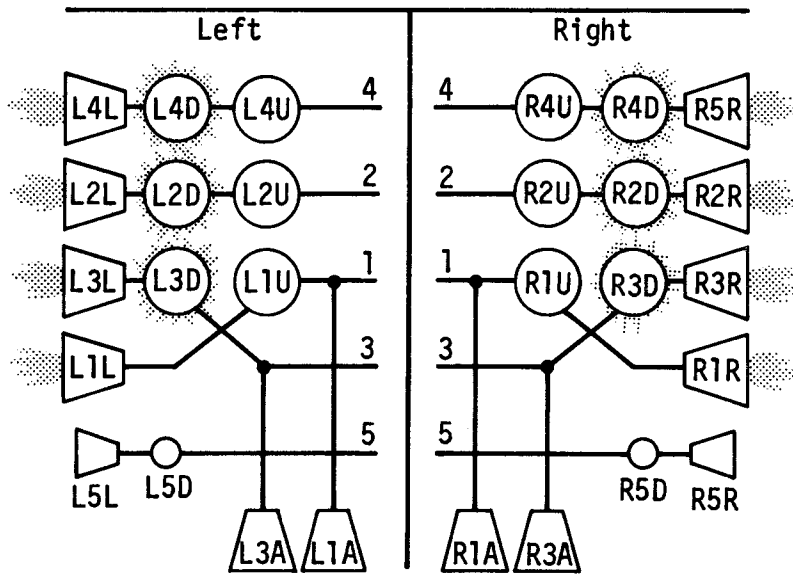 Left Right
L4L L4D L4U 4 4 R4U R4D R5R
L2L L2D L2U 2 2 R2U R2D R2R
L3L L3D L1U 1 1 R1U R3D R3R
L1L 3 3 R1R
5 5
L5L L5D R5D R5R
L3A L1A R1A R3A